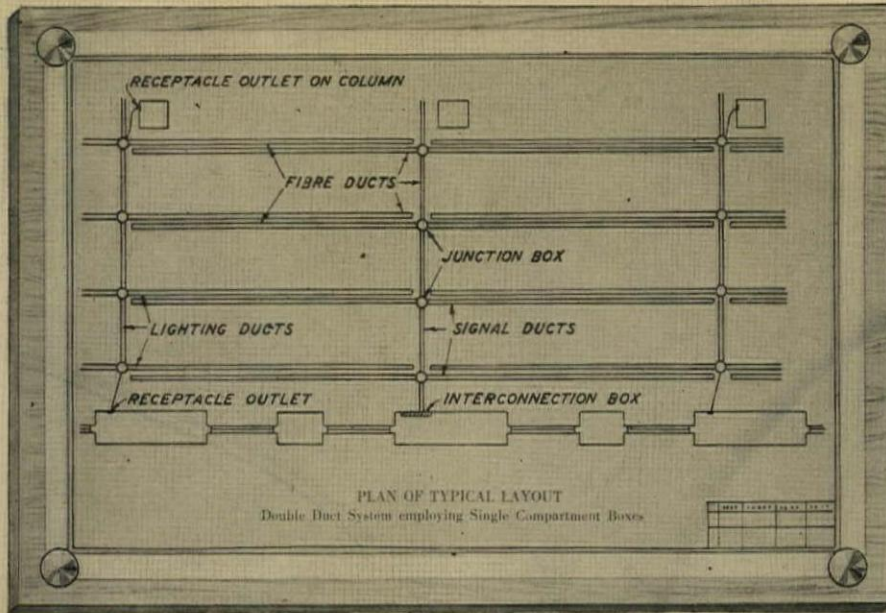 RECEPTACLE OUTLET ON COLUMN
FIBRE DUCTS
JUNCTION BOX
LIGHTING DUCTS
SIGNAL DUCTS
RECEPTACLE OUTLET
INTERCONNECTION BOX
PLAN OF TYPICAL LAYOUT
Double Duct System employing Single Compartment Boxes